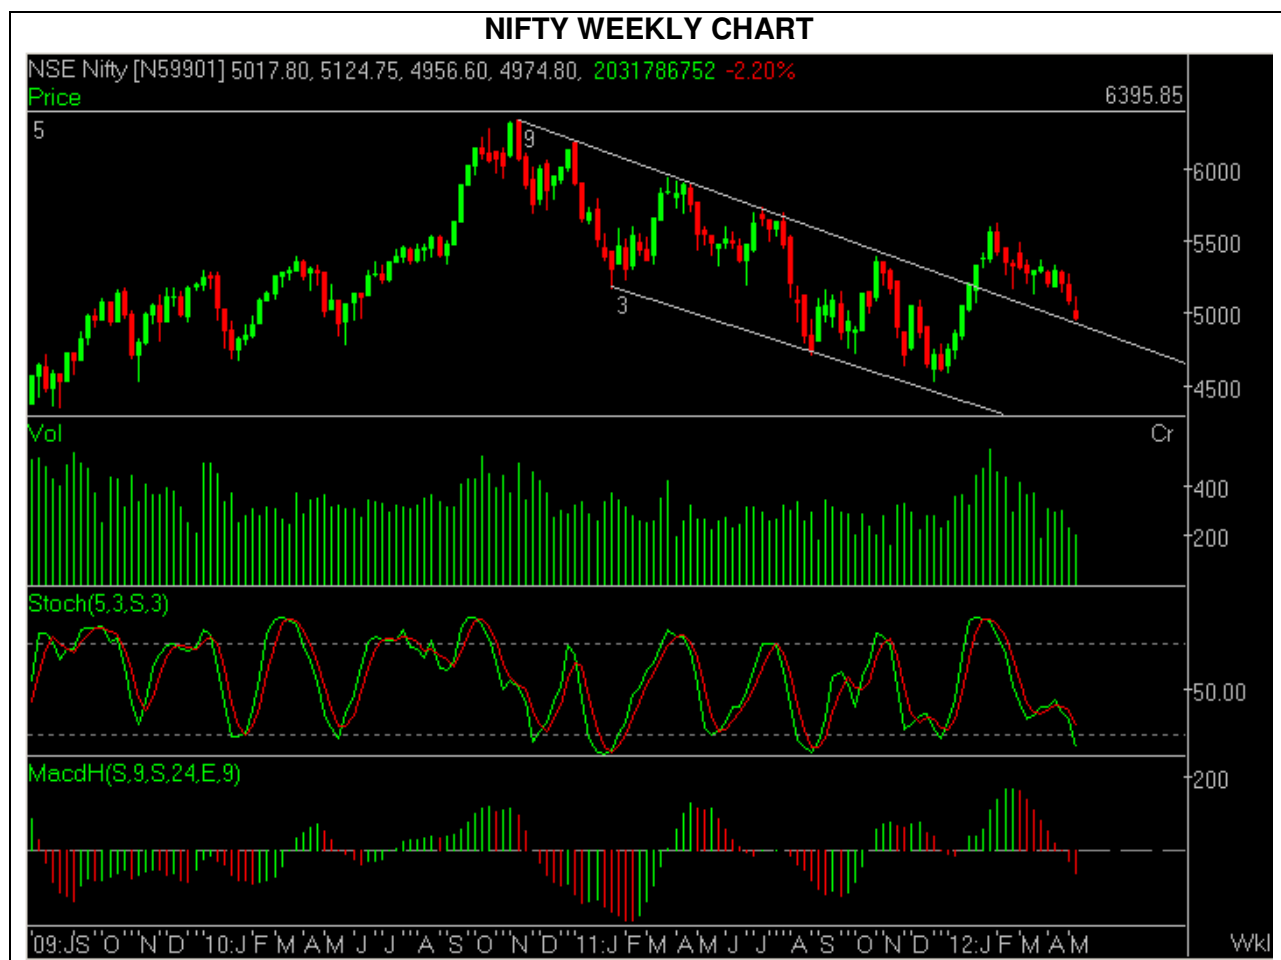 NIFTY WEEKLY CHART
NSE Nifty [N59901] 5017.80, 5124.75, 4956.60, 4974.80, 2031786752 -2.20%
Price 6395.85
5
9
6000
5500
3
5000
4500
Vol Cr
400
200
Stoch(5,3,S,3)
50.00
MacdH(S,9,S,24,E,9)
200
'09:JS''O'''N'D'''10:J'F'M'''A'M'J''J'''A''S''O'''N'D'''11:J'F'M'A'M'J''J'''A'S'''O'N'D'''12:J'F'M'A'M Wkl